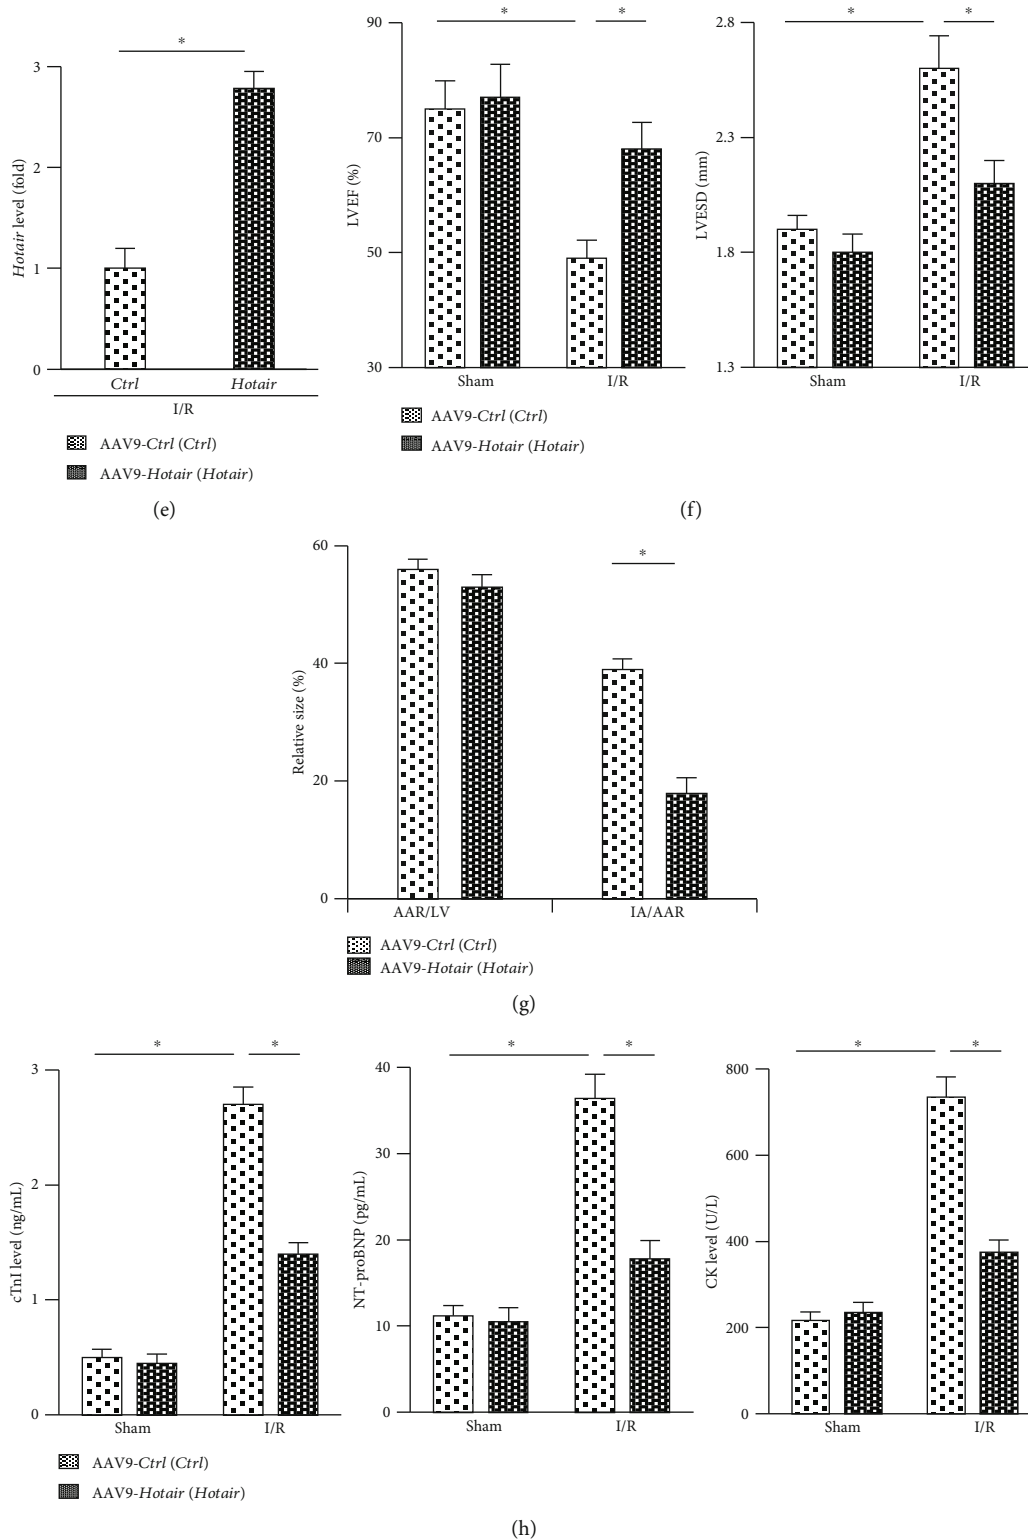 *
3
2
1
0
Hotair level (fold)
Ctrl Hotair
I/R
AAV9-Ctrl (Ctrl)
AAV9-Hotair (Hotair)
(e)
* *
90
70
50
30
LVEF (%)
Sham I/R
AAV9-Ctrl (Ctrl)
AAV9-Hotair (Hotair)
* *
2.8
2.3
1.8
1.3
LVESD (mm)
Sham I/R
(f)
*
60
40
20
0
Relative size (%)
AAR/LV IA/AAR
AAV9-Ctrl (Ctrl)
AAV9-Hotair (Hotair)
(g)
* *
3
2
1
0
cTnI level (ng/mL)
Sham I/R
AAV9-Ctrl (Ctrl)
AAV9-Hotair (Hotair)
* *
40
30
20
10
0
NT-proBNP (pg/mL)
Sham I/R
* *
800
600
400
200
0
CK level (U/L)
Sham I/R
(h)